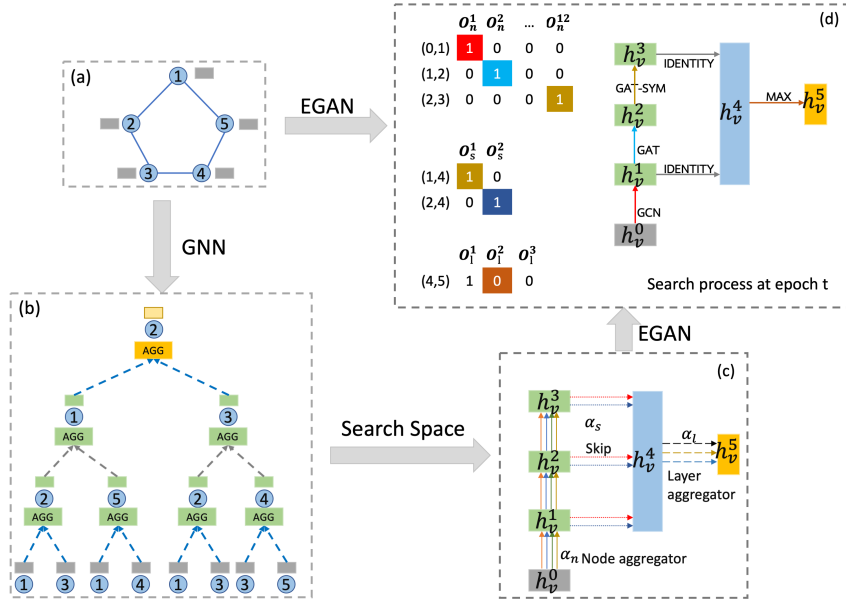 (a)
1
2
5
3
4
EGAN
GNN
(d)
O_n^1 O_n^2 ... O_n^12
(0,1) 1 0 0 0
(1,2) 0 1 0 0
(2,3) 0 0 0 1
O_s^1 O_s^2
(1,4) 1 0
(2,4) 0 1
O_l^1 O_l^2 O_l^3
(4,5) 1 0 0
h_v^3
IDENTITY
GAT-SYM
h_v^2
h_v^4
MAX
h_v^5
GAT
h_v^1
IDENTITY
GCN
h_v^0
Search process at epoch t
(b)
2
AGG
1 3
AGG AGG
2 5 2 4
AGG AGG AGG AGG
1 3 1 4 1 3 3 5
Search Space
EGAN
(c)
h_v^3
α_s
Skip
h_v^2
h_v^4
α_l
h_v^5
Layer
aggregator
h_v^1
α_n Node aggregator
h_v^0